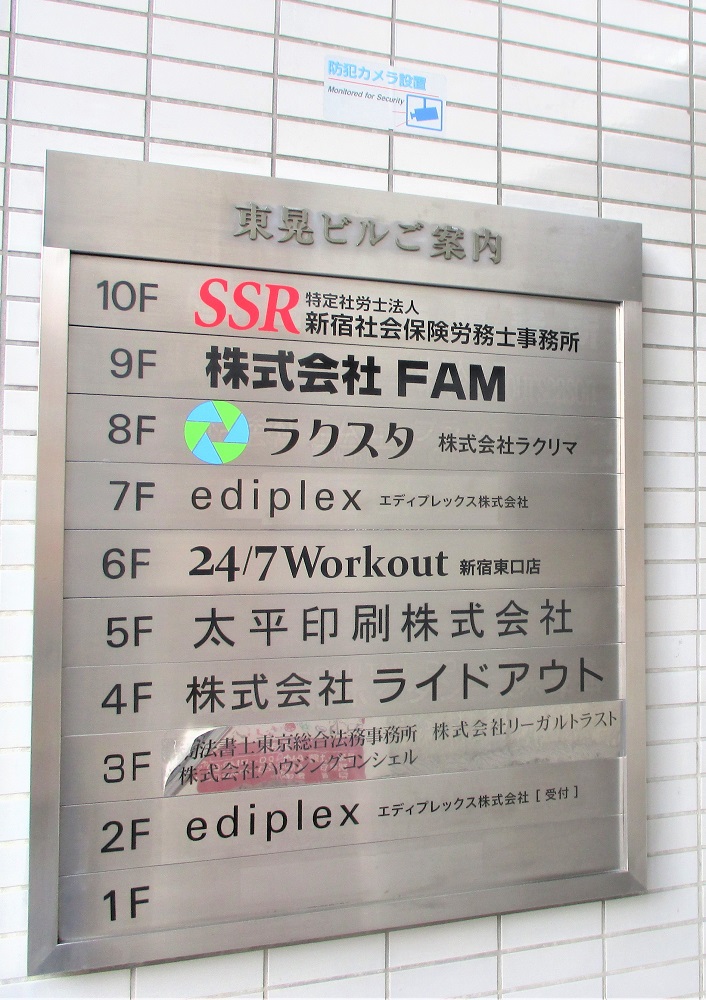 防犯カメラ設置
Monitored for Security
東晃ビルご案内
10F SSR 特定社労士法人
新宿社会保険労務士事務所
9F 株式会社 FAM
8F ラクスタ 株式会社ラクリマ
7F ediplex エディプレックス株式会社
6F 24/7Workout 新宿東口店
5F 太平印刷株式会社
4F 株式会社 ライドアウト
3F 司法書士東京総合法務事務所 株式会社リーガルトラスト
株式会社ハウジングコンシェル
2F ediplex エディプレックス株式会社 [受付]
1F